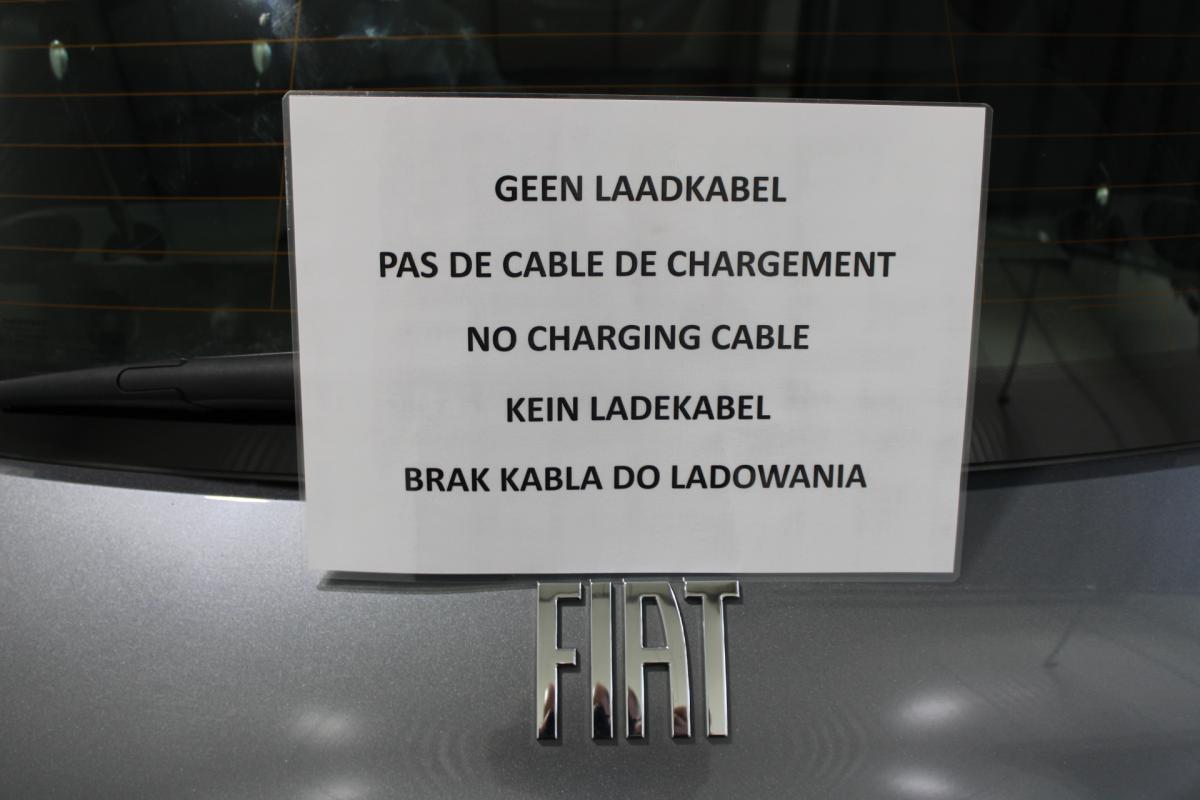 GEEN LAADKABEL
PAS DE CABLE DE CHARGEMENT
NO CHARGING CABLE
KEIN LADEKABEL
BRAK KABLA DO LADOWANIA
FIAT